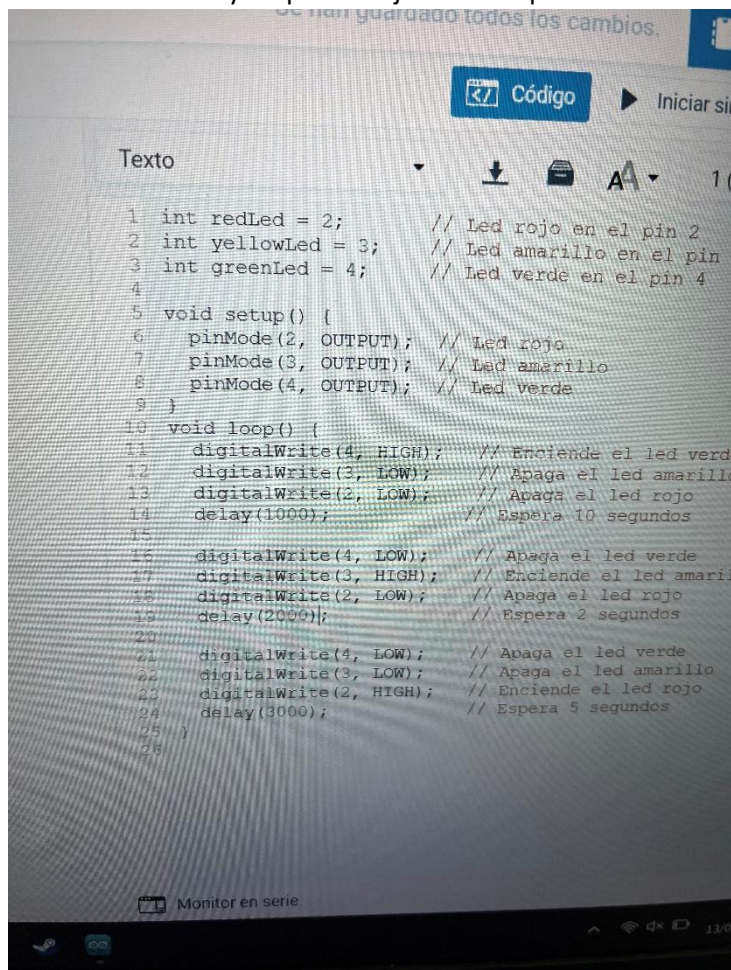 Se han guardado todos los cambios.
Código
Iniciar
Texto
1 int redLed = 2; // Led rojo en el pin 2
2 int yellowLed = 3; // Led amarillo en el pin
3 int greenLed = 4; // Led verde en el pin 4
4
5 void setup() {
6 pinMode(2, OUTPUT); // Led rojo
7 pinMode(3, OUTPUT); // Led amarillo
8 pinMode(4, OUTPUT); // Led verde
9 }
10 void loop() {
11 digitalWrite(4, HIGH); // Enciende el led verd
12 digitalWrite(3, LOW); // Apaga el led amarillo
13 digitalWrite(2, LOW); // Apaga el led rojo
14 delay(1000); // Espera 10 segundos
15
16 digitalWrite(4, LOW); // Apaga el led verde
17 digitalWrite(3, HIGH); // Enciende el led amaril
18 digitalWrite(2, LOW); // Apaga el led rojo
19 delay(2000); // Espera 2 segundos
20
21 digitalWrite(4, LOW); // Apaga el led verde
22 digitalWrite(3, LOW); // Apaga el led amarillo
23 digitalWrite(2, HIGH); // Enciende el led rojo
24 delay(3000); // Espera 5 segundos
25 }
26
Monitor en serie